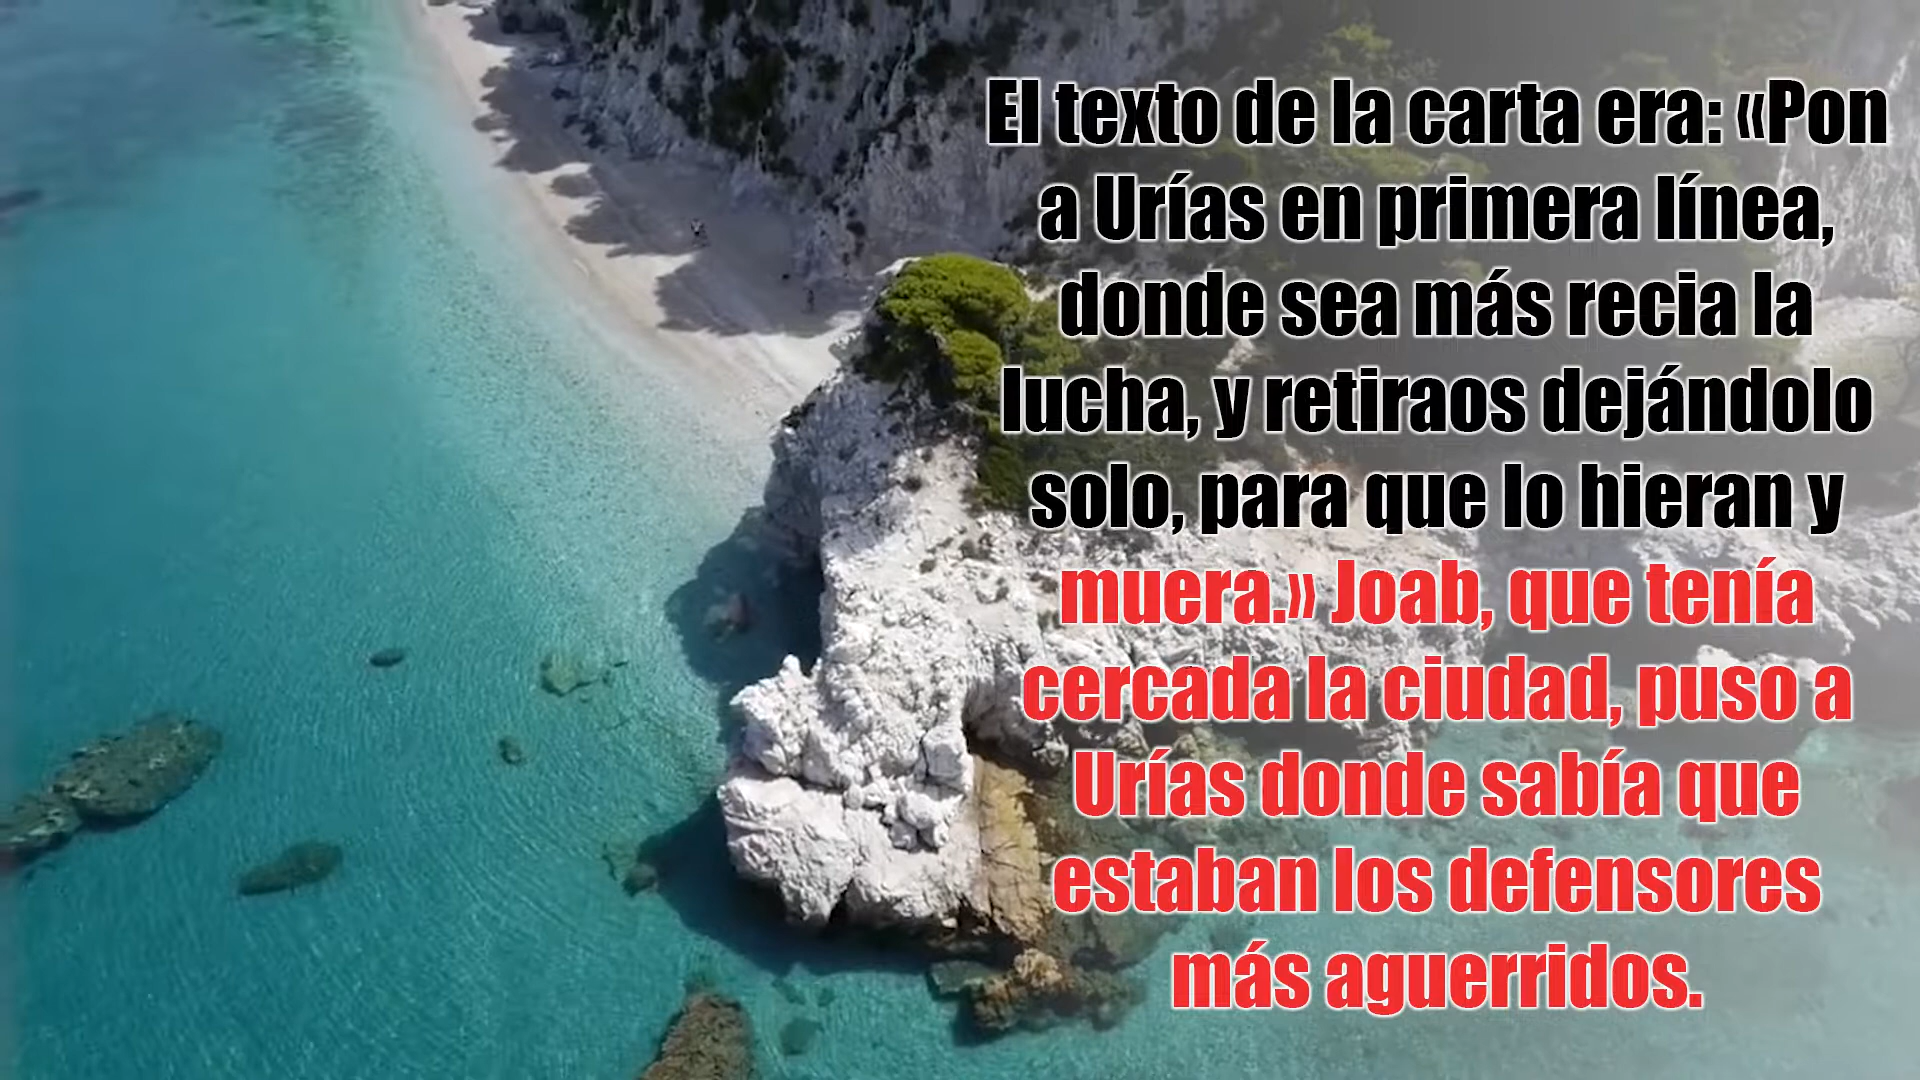 El texto de la carta era: «Pon
a Urías en primera línea,
donde sea más recia la
lucha, y retiraos dejándolo
solo, para que lo hieran y
muera.» Joab, que tenía
cercada la ciudad, puso a
Urías donde sabía que
estaban los defensores
más aguerridos.